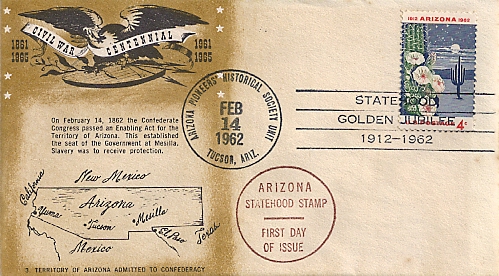 CIVIL WAR CENTENNIAL
1861
1865
1661
1965
On February 14, 1862 the Confederate
Congress passed an Enabling Act for the
Territory of Arizona. This established
the seat of the Government at Mesilla.
Slavery was to receive protection.
California
New Mexico
Arizona
Yuma
Tucson
Mesilla
El Paso
Texas
Mexico
3. TERRITORY OF ARIZONA ADMITTED TO CONFEDERACY
ARIZONA PIONEERS' HISTORICAL SOCIETY UNIT
FEB
14
1962
TUCSON, ARIZ.
1912 ARIZONA 1962
4¢
STATEHOOD
GOLDEN JUBILEE
1912-1962
ARIZONA
STATEHOOD STAMP
FIRST DAY
OF ISSUE